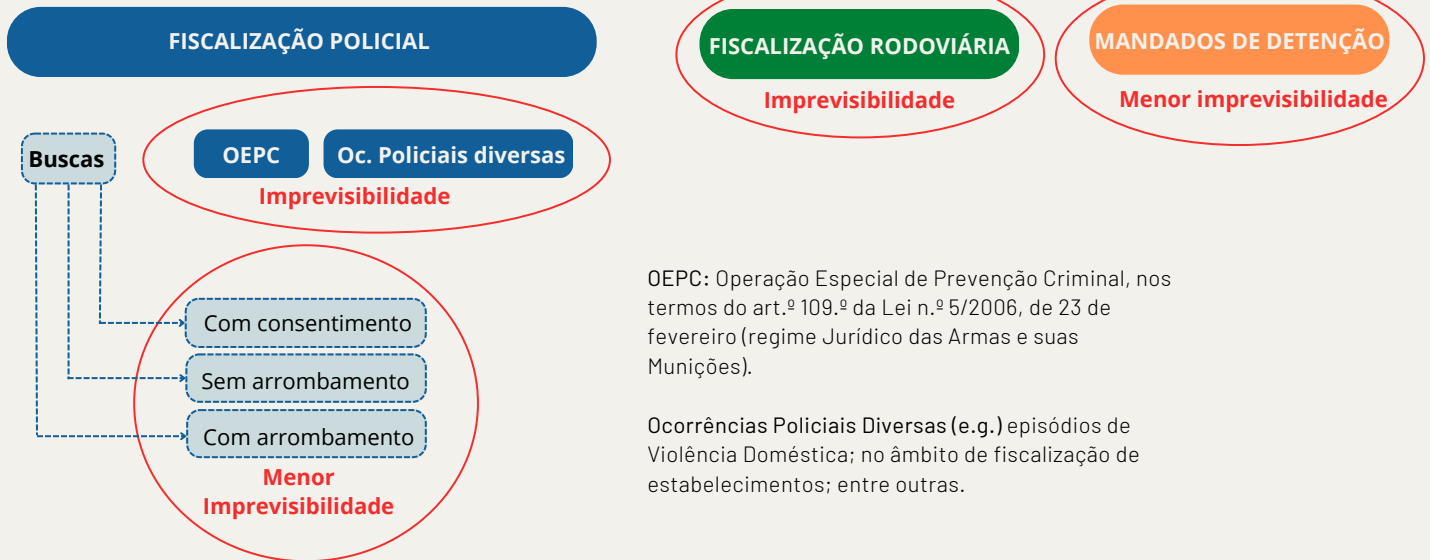 FISCALIZAÇÃO POLICIAL
FISCALIZAÇÃO RODOVIÁRIA
MANDADOS DE DETENÇÃO
Imprevisibilidade
Menor imprevisibilidade
Buscas
OEPC
Oc. Policiais diversas
Imprevisibilidade
Com consentimento
Sem arrombamento
Com arrombamento
Menor
Imprevisibilidade
OEPC: Operação Especial de Prevenção Criminal, nos
termos do art.º 109.º da Lei n.º 5/2006, de 23 de
fevereiro (regime Jurídico das Armas e suas
Munições).
Ocorrências Policiais Diversas (e.g.) episódios de
Violência Doméstica; no âmbito de fiscalização de
estabelecimentos; entre outras.